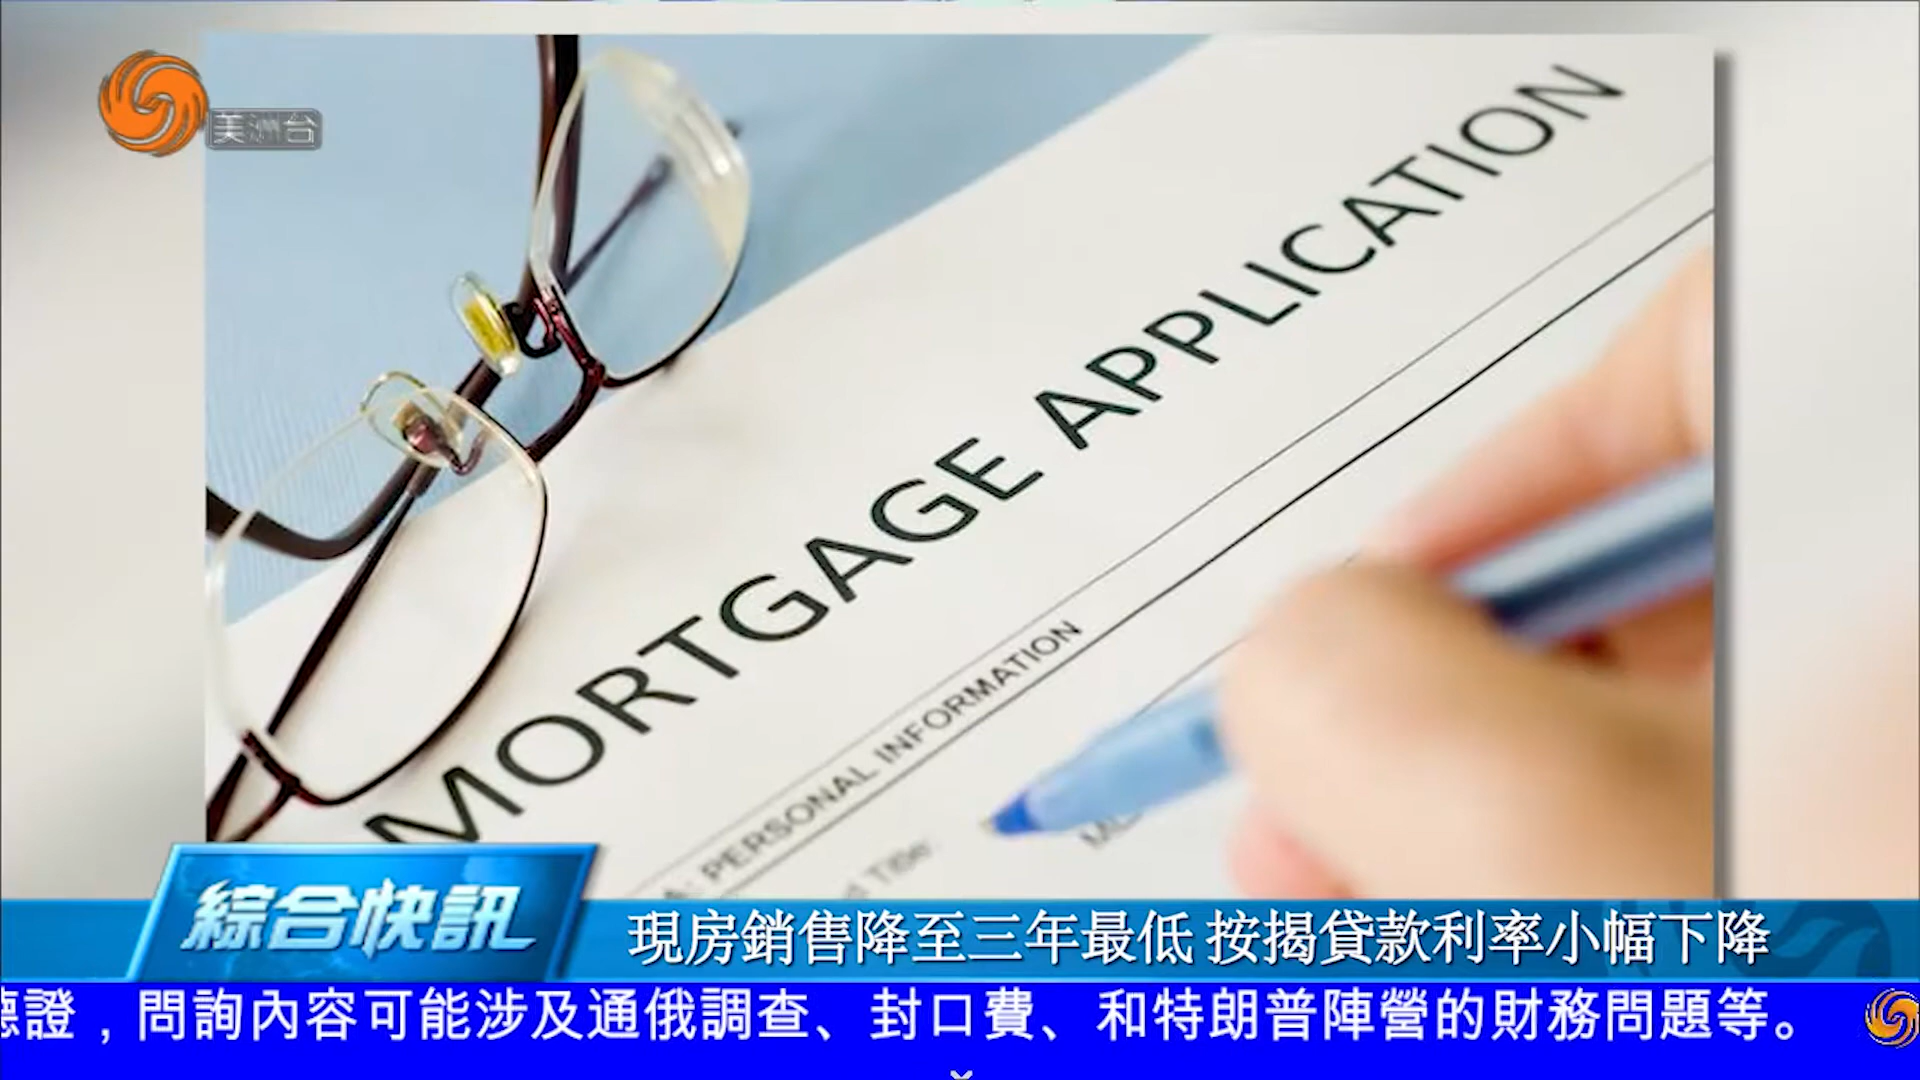 美洲台
MORTGAGE APPLICATION
PERSONAL INFORMATION
Title:
綜合快訊
現房銷售降至三年最低 按揭貸款利率小幅下降
證，問詢內容可能涉及通俄調查、封口費、和特朗普陣營的財務問題等。